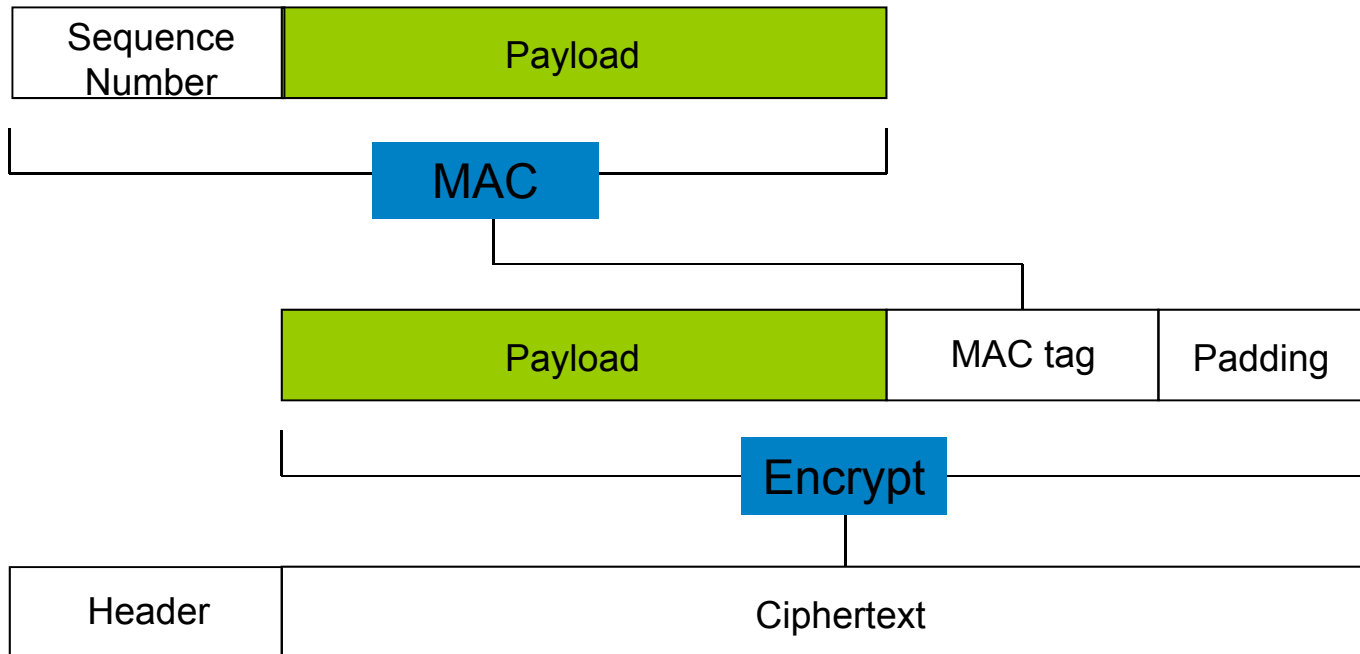 Sequence
Number
Payload
MAC
Payload
MAC tag
Padding
Encrypt
Header
Ciphertext